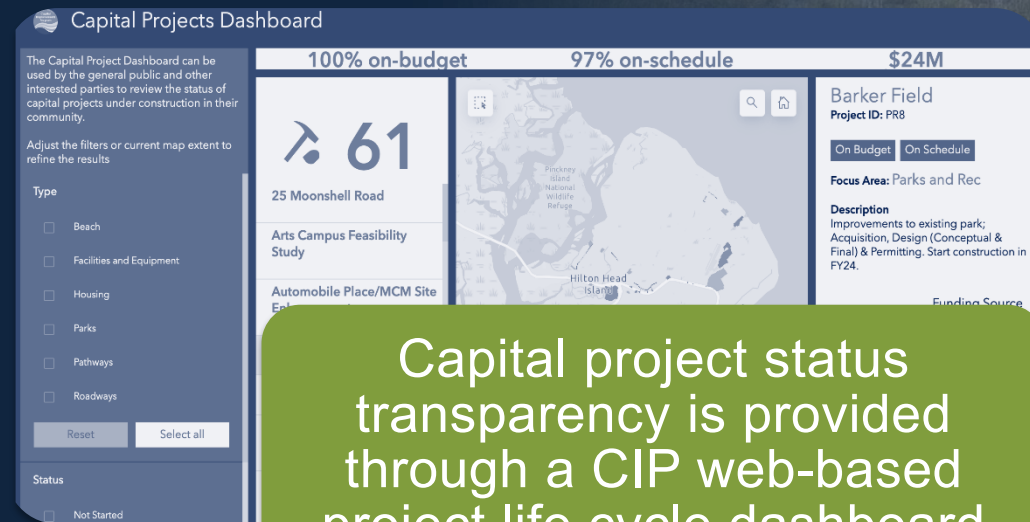 Capital Projects Dashboard
The Capital Project Dashboard can be
used by the general public and other
interested parties to review the status of
capital projects under construction in their
community.
Adjust the filters or current map extent to
refine the results
Type
Beach
Facilities and Equipment
Housing
Parks
Pathways
Roadways
Reset
Select all
Status
Not Started
100% on-budget
97% on-schedule
$24M
61
25 Moonshell Road
Arts Campus Feasibility
Study
Automobile Place/MCM Site
Pinckney
Island
National
Wildlife
Refuge
Hilton Head
Island
Barker Field
Project ID: PR8
On Budget
On Schedule
Focus Area: Parks and Rec
Description
Improvements to existing park;
Acquisition, Design (Conceptual &
Final) & Permitting. Start construction in
FY24.
Funding Source
Capital project status
transparency is provided
through a CIP web-based
project life cycle dashboard